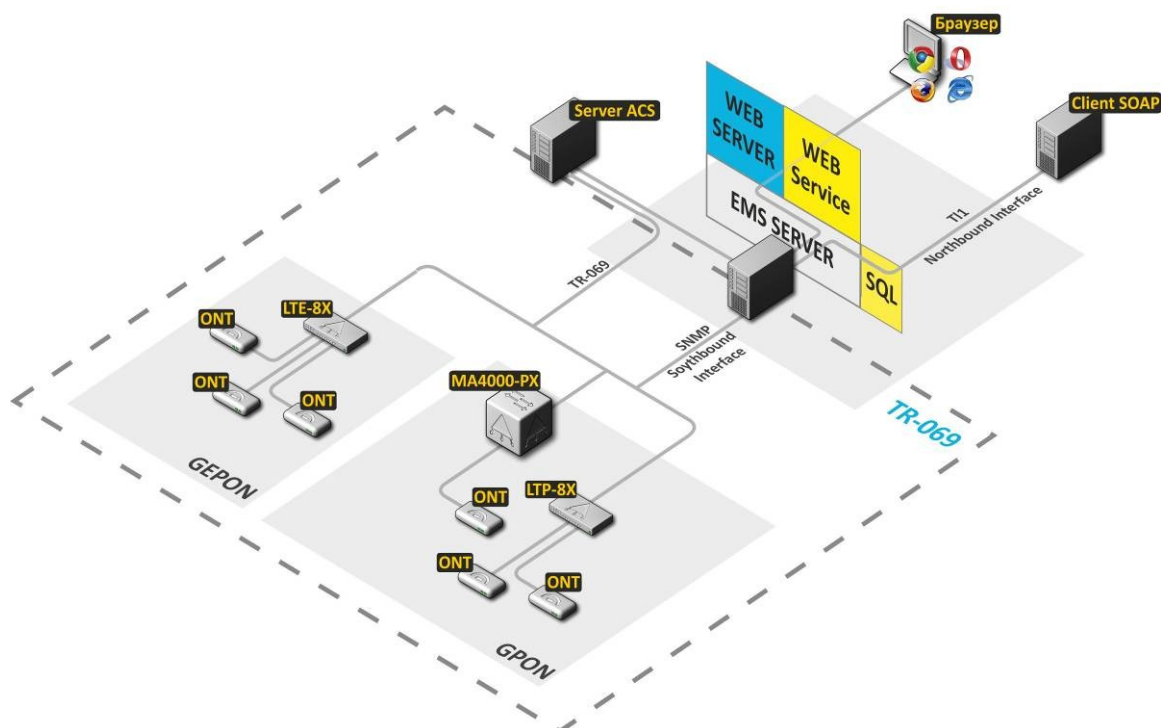 Браузер
Server ACS
Client SOAP
WEB
SERVER
WEB
Service
EMS SERVER
SQL
TI1
Northbound Interface
TR-069
SNMP
Soythbound
Interface
LTE-8X
ONT
ONT
ONT
GEPON
MA4000-PX
TR-069
LTP-8X
ONT
ONT
ONT
GPON